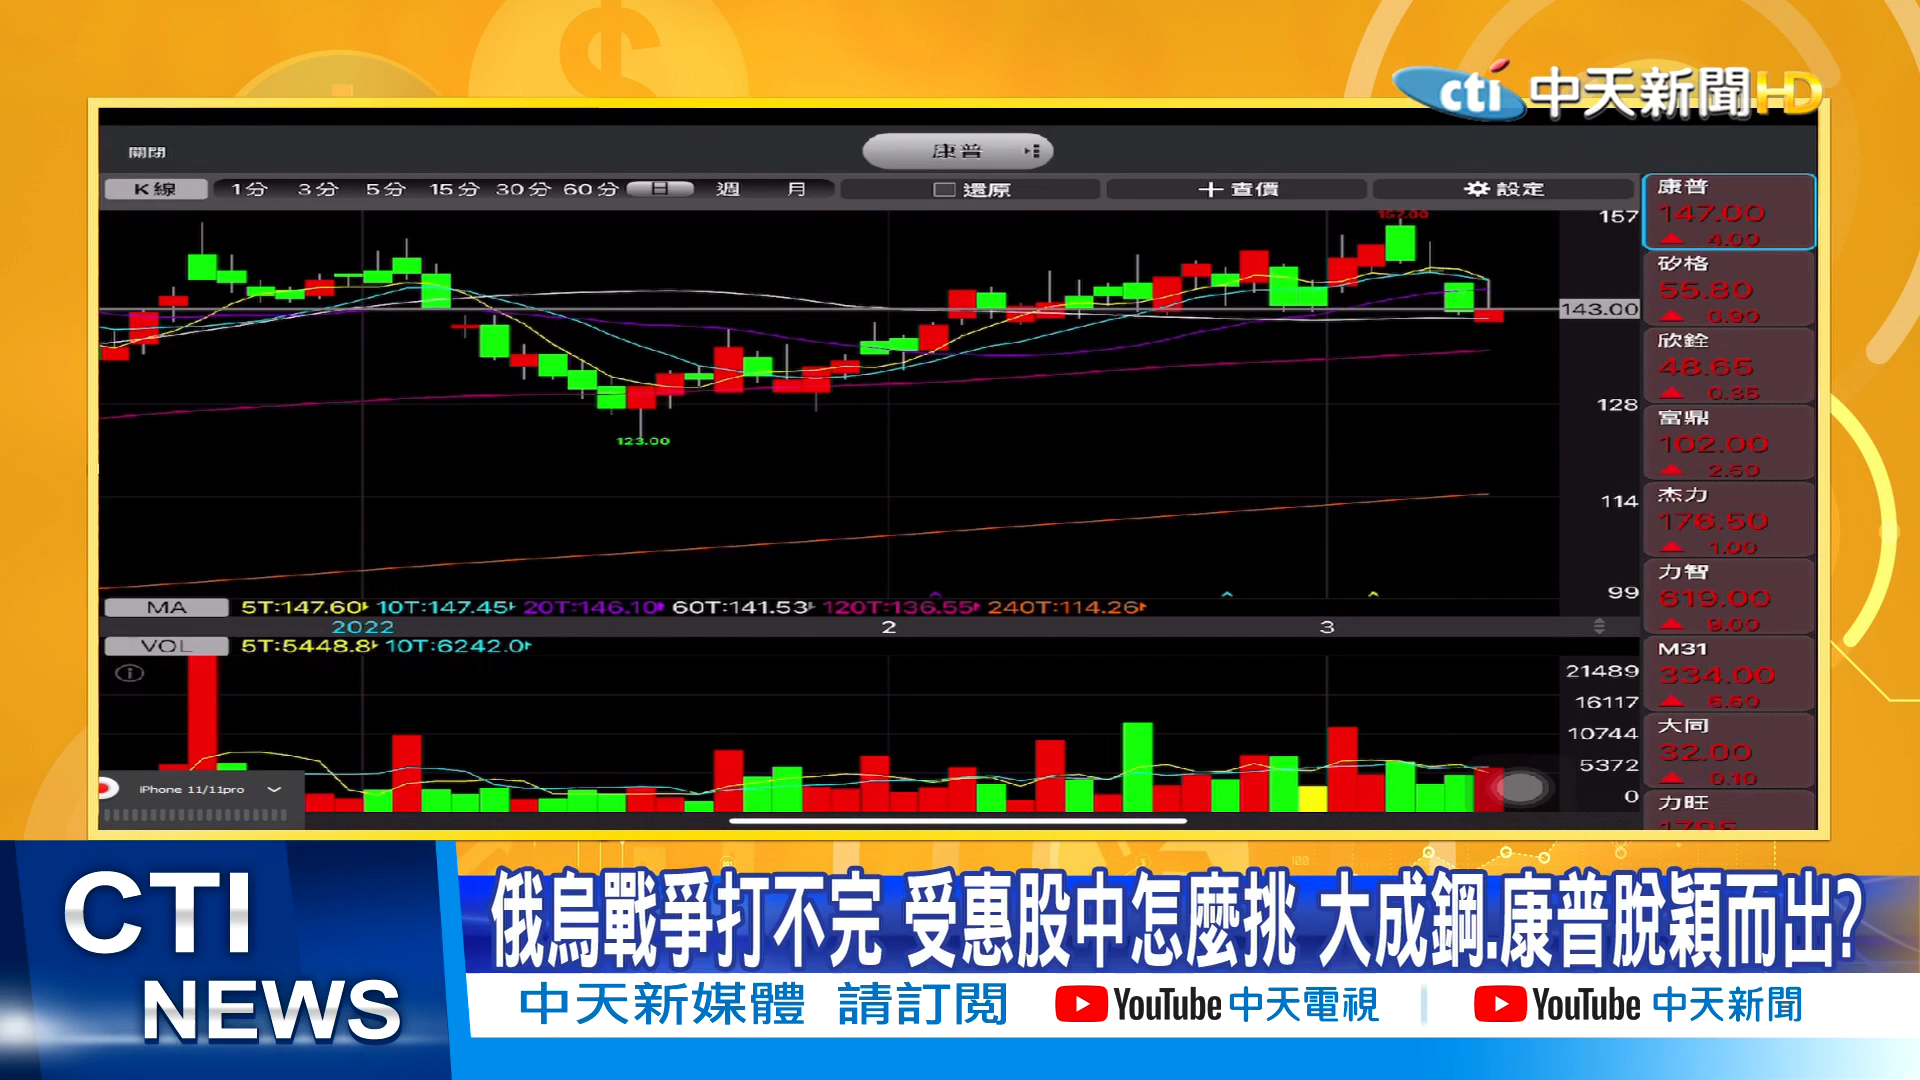 cti 中天新聞HD
關閉
康普
K線 1分 3分 5分 15分 30分 60分 日 週 月 還原 查價 設定
157.00
157
143.00
128
123.00
114
99
MA 5T:147.60 10T:147.45 20T:146.10 60T:141.53 120T:136.55 240T:114.26
2022 2 3
VOL 5T:5448.8 10T:6242.0
21489
16117
10744
5372
0
iPhone 11/11pro
康普
147.00
4.00
矽格
55.80
0.90
欣銓
48.65
0.35
富鼎
102.00
2.50
杰力
176.50
1.00
力智
619.00
9.00
M31
334.00
大同
32.00
0.10
力旺
1795
CTI
NEWS
俄烏戰爭打不完 受惠股中怎麼挑 大成鋼.康普脫穎而出?
中天新媒體 請訂閱 YouTube 中天電視 YouTube 中天新聞